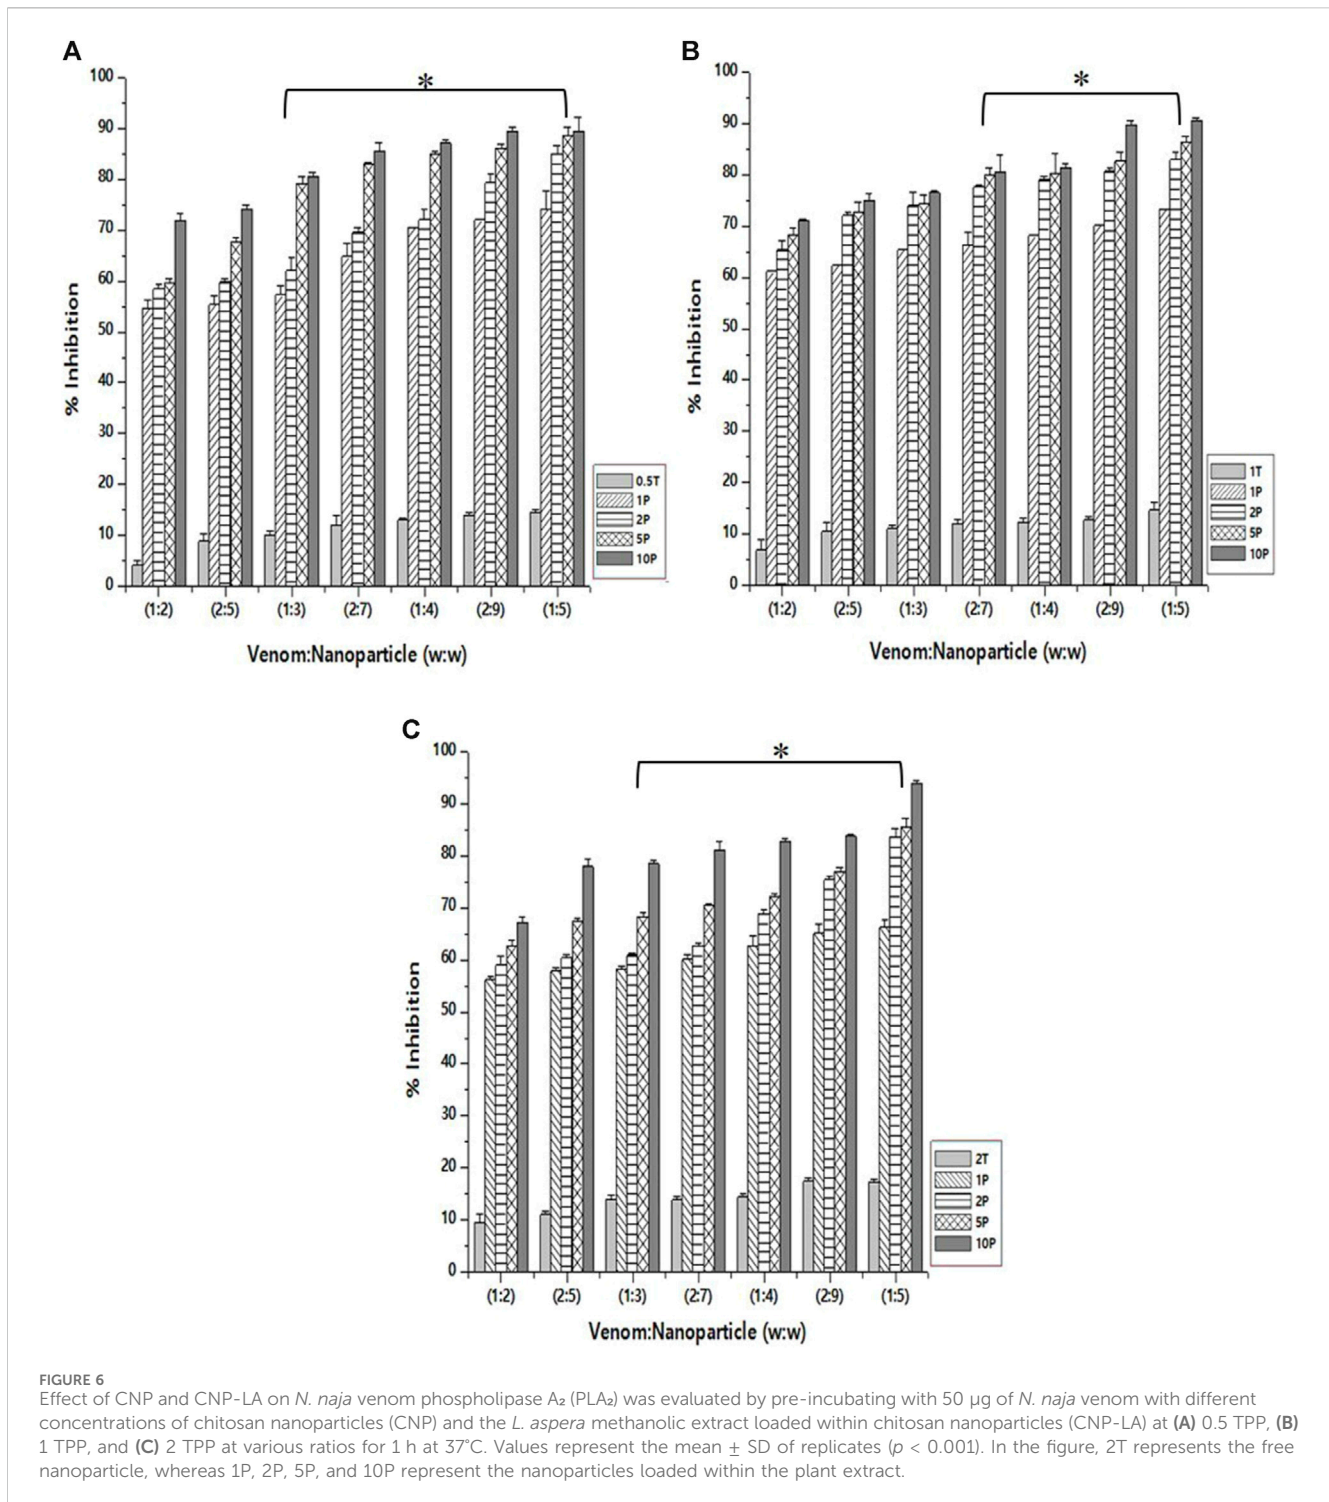 A
*
100
90
80
70
60
50
40
30
20
10
0
% Inhibition
(1:2) (2:5) (1:3) (2:7) (1:4) (2:9) (1:5)
Venom:Nanoparticle (w:w)
0.5T
1P
2P
5P
10P
B
*
100
90
80
70
60
50
40
30
20
10
0
% Inhibition
(1:2) (2:5) (1:3) (2:7) (1:4) (2:9) (1:5)
Venom:Nanoparticle (w:w)
1T
1P
2P
5P
10P
C
*
100
90
80
70
60
50
40
30
20
10
0
% Inhibition
(1:2) (2:5) (1:3) (2:7) (1:4) (2:9) (1:5)
Venom:Nanoparticle (w:w)
2T
1P
2P
5P
10P
FIGURE 6
Effect of CNP and CNP-LA on N. naja venom phospholipase A₂ (PLA₂) was evaluated by pre-incubating with 50 µg of N. naja venom with different
concentrations of chitosan nanoparticles (CNP) and the L. aspera methanolic extract loaded within chitosan nanoparticles (CNP-LA) at (A) 0.5 TPP, (B)
1 TPP, and (C) 2 TPP at various ratios for 1 h at 37°C. Values represent the mean ± SD of replicates (p < 0.001). In the figure, 2T represents the free
nanoparticle, whereas 1P, 2P, 5P, and 10P represent the nanoparticles loaded within the plant extract.